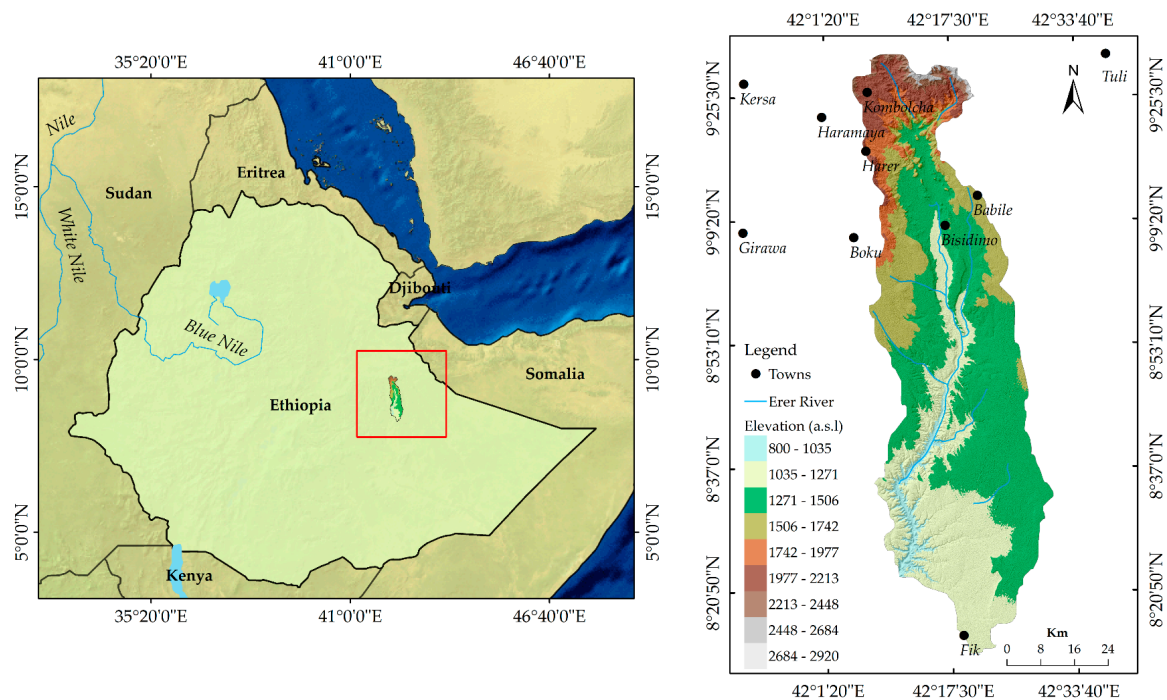 35°20'0"E
41°0'0"E
46°40'0"E
15°0'0"N
10°0'0"N
5°0'0"N
Nile
Sudan
White Nile
Eritrea
Djibouti
Blue Nile
Somalia
Ethiopia
Kenya
15°0'0"N
10°0'0"N
5°0'0"N
35°20'0"E
41°0'0"E
46°40'0"E
42°1'20"E
42°17'30"E
42°33'40"E
9°25'30"N
9°9'20"N
8°53'10"N
8°37'0"N
8°20'50"N
Tuli
N
Kersa
Kombolcha
Haramaya
Harer
Babile
Girawa
Boku
Bisidimo
Legend
Towns
Erer River
Elevation (a.s.l)
800 - 1035
1035 - 1271
1271 - 1506
1506 - 1742
1742 - 1977
1977 - 2213
2213 - 2448
2448 - 2684
2684 - 2920
Fik
Km
0 8 16 24
9°25'30"N
9°9'20"N
8°53'10"N
8°37'0"N
8°20'50"N
42°1'20"E
42°17'30"E
42°33'40"E